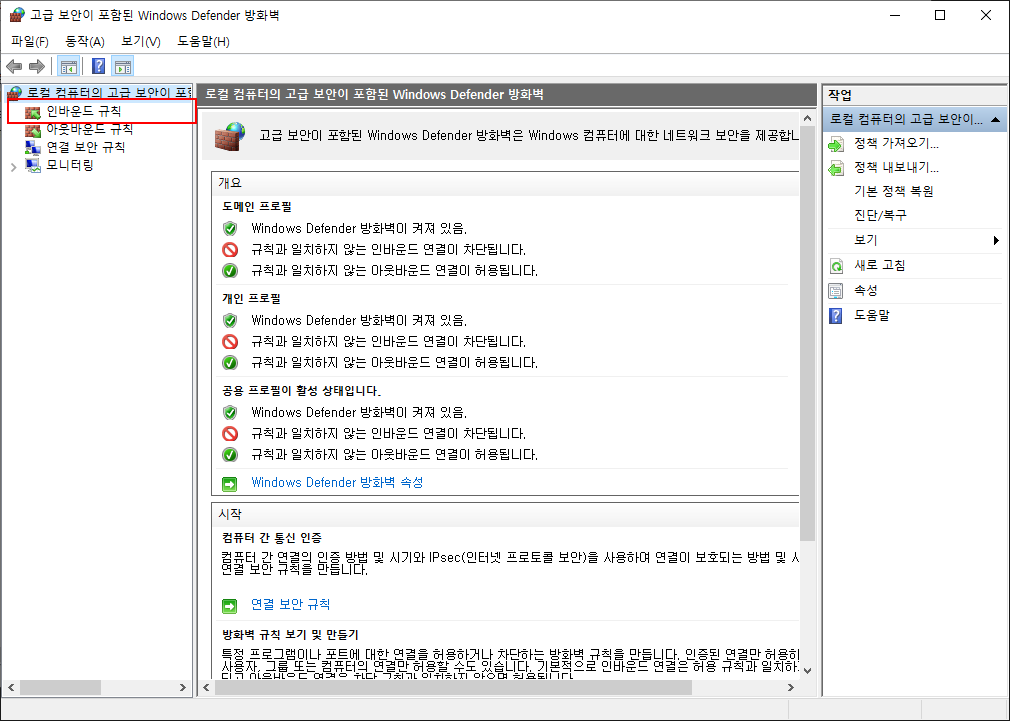 고급 보안이 포함된 Windows Defender 방화벽
파일(F) 동작(A) 보기(V) 도움말(H)
로컬 컴퓨터의 고급 보안이 포함
인바운드 규칙
아웃바운드 규칙
연결 보안 규칙
모니터링
로컬 컴퓨터의 고급 보안이 포함된 Windows Defender 방화벽
고급 보안이 포함된 Windows Defender 방화벽은 Windows 컴퓨터에 대한 네트워크 보안을 제공합니
개요
도메인 프로필
Windows Defender 방화벽이 켜져 있음.
규칙과 일치하지 않는 인바운드 연결이 차단됩니다.
규칙과 일치하지 않는 아웃바운드 연결이 허용됩니다.
개인 프로필
Windows Defender 방화벽이 켜져 있음.
규칙과 일치하지 않는 인바운드 연결이 차단됩니다.
규칙과 일치하지 않는 아웃바운드 연결이 허용됩니다.
공용 프로필이 활성 상태입니다.
Windows Defender 방화벽이 켜져 있음.
규칙과 일치하지 않는 인바운드 연결이 차단됩니다.
규칙과 일치하지 않는 아웃바운드 연결이 허용됩니다.
Windows Defender 방화벽 속성
시작
컴퓨터 간 통신 인증
컴퓨터 간 연결의 인증 방법 및 시기와 IPsec(인터넷 프로토콜 보안)을 사용하여 연결이 보호되는 방법 및 시
연결 보안 규칙을 만듭니다.
연결 보안 규칙
방화벽 규칙 보기 및 만들기
특정 프로그램이나 포트에 대한 연결을 허용하거나 차단하는 방화벽 규칙을 만듭니다. 인증된 연결만 허용하
사용자, 그룹 또는 컴퓨터의 연결만 허용할 수도 있습니다. 기본적으로 인바운드 연결은 허용 규칙과 일치하
되고 아웃바운드 연결은 차단 규칙과 일치하지 않으면 허용됩니다.
작업
로컬 컴퓨터의 고급 보안이...
정책 가져오기...
정책 내보내기...
기본 정책 복원
진단/복구
보기
새로 고침
속성
도움말